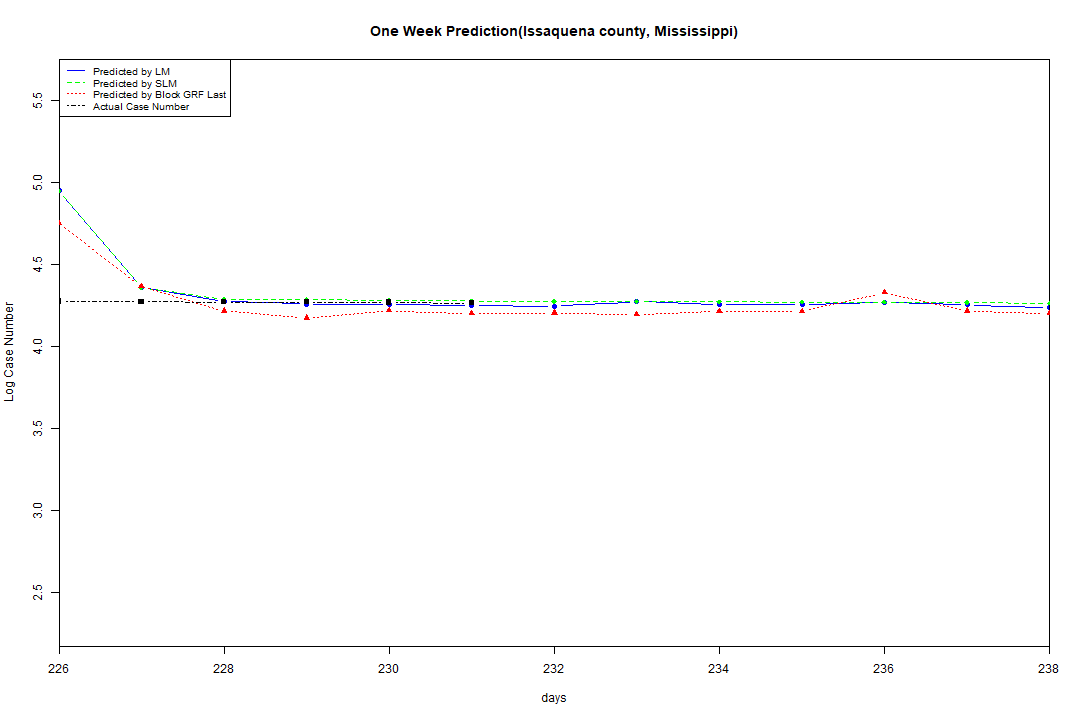 One Week Prediction(Issaquena county, Mississippi)
Predicted by LM
Predicted by SLM
Predicted by Block GRF Last
Actual Case Number
5.5
5.0
4.5
4.0
3.5
3.0
2.5
Log Case Number
226 228 230 232 234 236 238
days